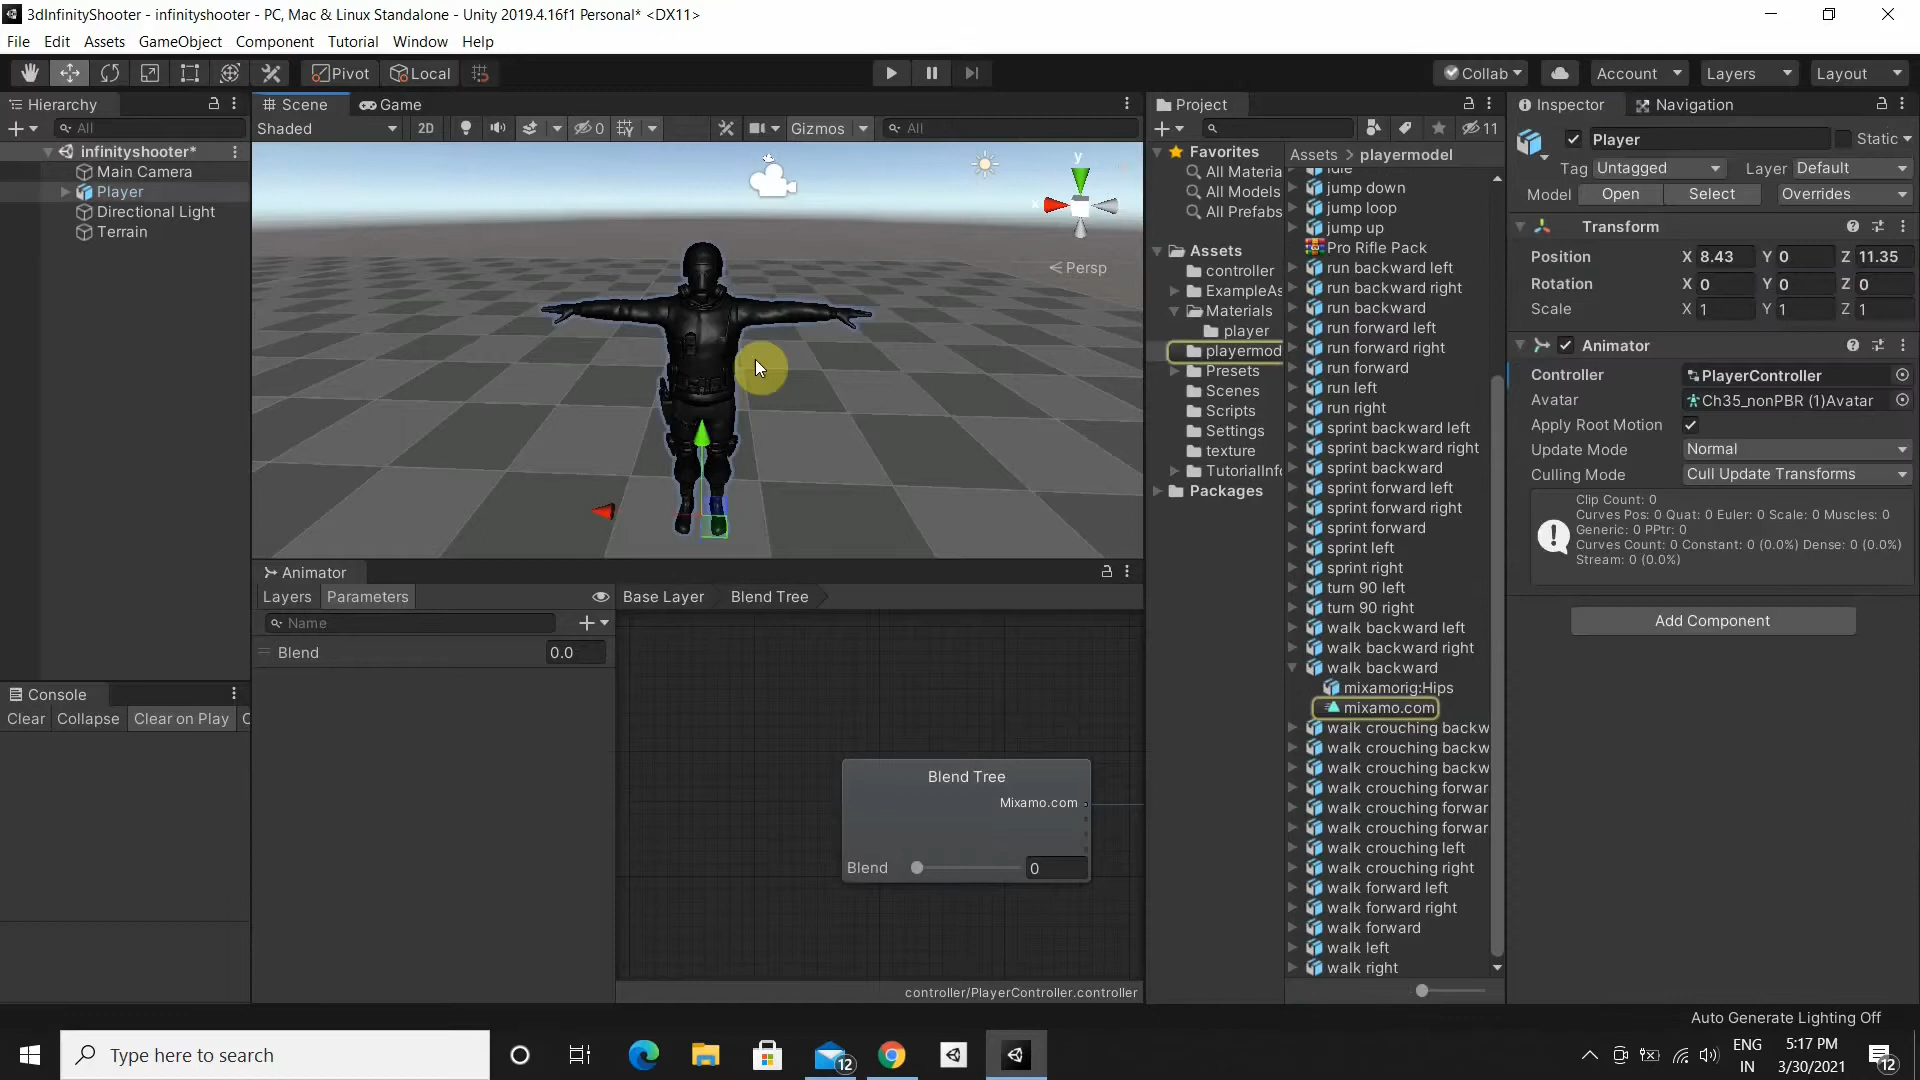 3dInfinityShooter - infinityshooter - PC, Mac & Linux Standalone - Unity 2019.4.16f1 Personal* <DX11>
File Edit Assets GameObject Component Tutorial Window Help
Pivot Local Collab Account Layers Layout
Hierarchy
All
infinityshooter*
Main Camera
Player
Directional Light
Terrain
Console
Clear Collapse Clear on Play
Scene Game
Shaded 2D 0 Gizmos All
y
x
Persp
Animator
Layers Parameters Base Layer Blend Tree
Name
Blend 0.0
Blend Tree
Mixamo.com
Blend 0
controller/PlayerController.controller
Project
11
Favorites
All Materia
All Models
All Prefabs
Assets
controller
ExampleAs
Materials
player
playermod
Presets
Scenes
Scripts
Settings
texture
TutorialInfo
Packages
Assets > playermodel
idle
jump down
jump loop
jump up
Pro Rifle Pack
run backward left
run backward right
run backward
run forward left
run forward right
run forward
run left
run right
sprint backward left
sprint backward right
sprint backward
sprint forward left
sprint forward right
sprint forward
sprint left
sprint right
turn 90 left
turn 90 right
walk backward left
walk backward right
walk backward
mixamorig:Hips
mixamo.com
walk crouching backw
walk crouching backw
walk crouching backw
walk crouching forwar
walk crouching forwar
walk crouching forwar
walk crouching left
walk crouching right
walk forward left
walk forward right
walk forward
walk left
walk right
Inspector Navigation
Player Static
Tag Untagged Layer Default
Model Open Select Overrides
Transform
Position X 8.43 Y 0 Z 11.35
Rotation X 0 Y 0 Z 0
Scale X 1 Y 1 Z 1
Animator
Controller PlayerController
Avatar Ch35_nonPBR (1)Avatar
Apply Root Motion
Update Mode Normal
Culling Mode Cull Update Transforms
Clip Count: 0
Curves Pos: 0 Quat: 0 Euler: 0 Scale: 0 Muscles: 0
Generic: 0 PPtr: 0
Curves Count: 0 Constant: 0 (0.0%) Dense: 0 (0.0%)
Stream: 0 (0.0%)
Add Component
Auto Generate Lighting Off
Type here to search
12
ENG
IN
5:17 PM
3/30/2021
12